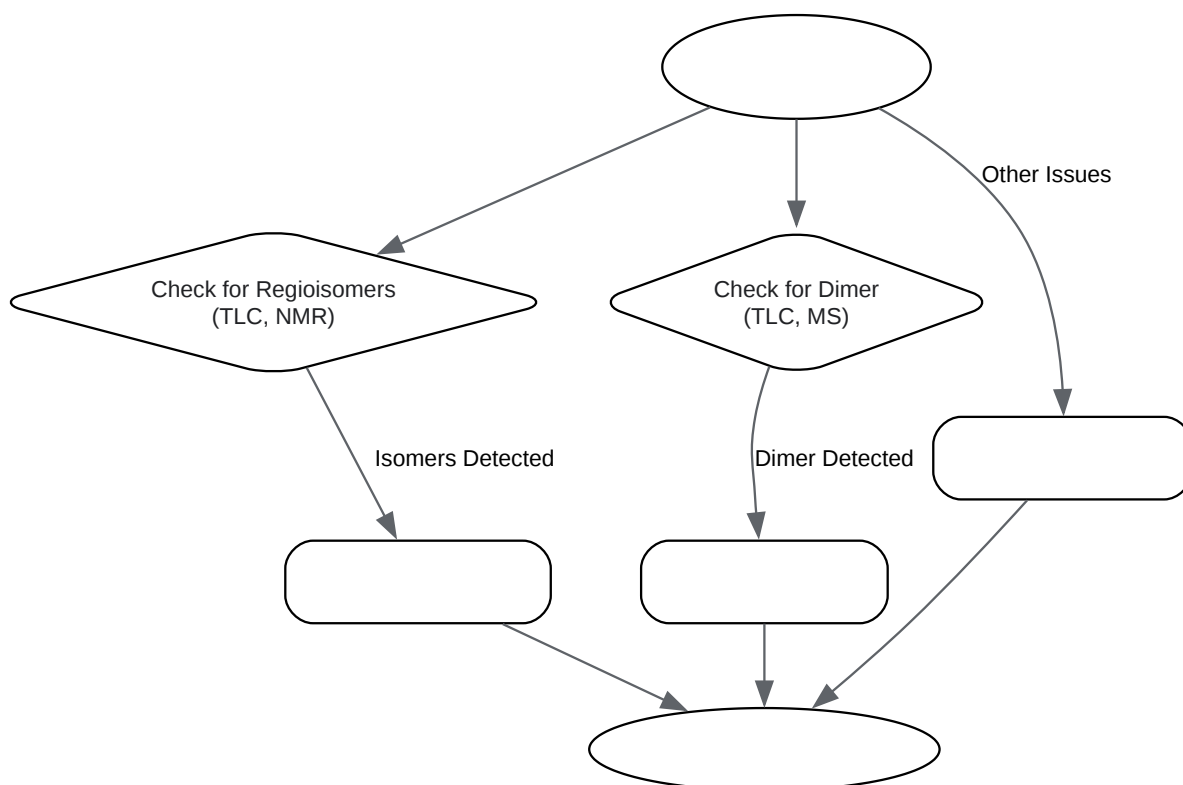 Other Issues
Check for Regioisomers
(TLC, NMR)
Check for Dimer
(TLC, MS)
Isomers Detected
Dimer Detected